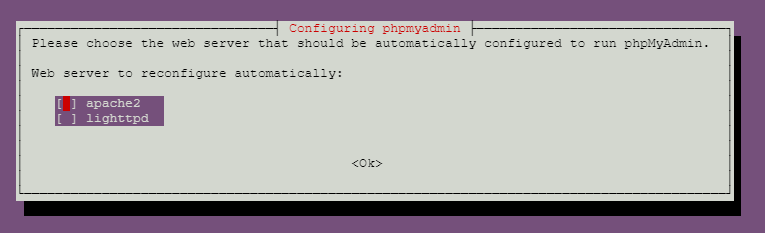 Configuring phpmyadmin
Please choose the web server that should be automatically configured to run phpMyAdmin.
Web server to reconfigure automatically:
[ ] apache2
[ ] lighttpd
<Ok>